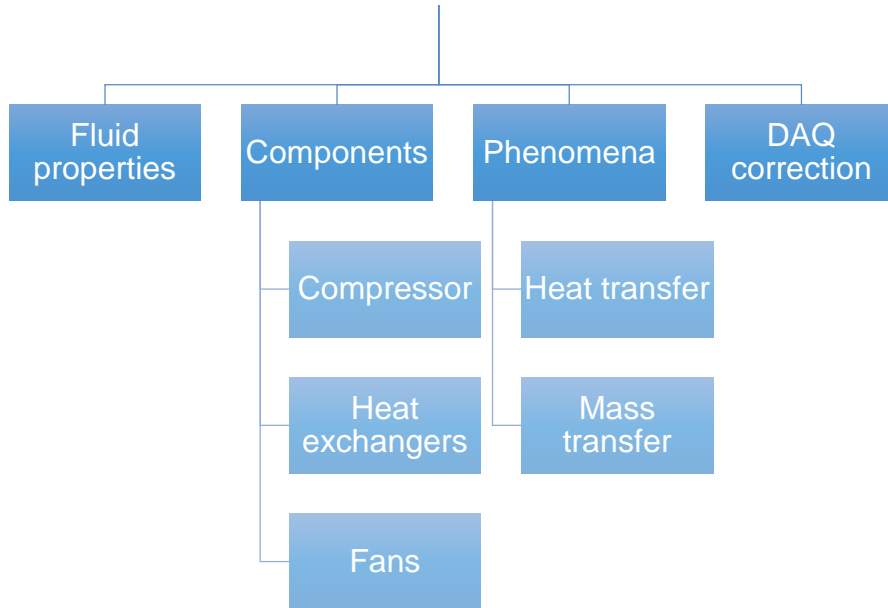 Fluid
properties
Components
Phenomena
DAQ
correction
Compressor
Heat transfer
Heat
exchangers
Mass
transfer
Fans